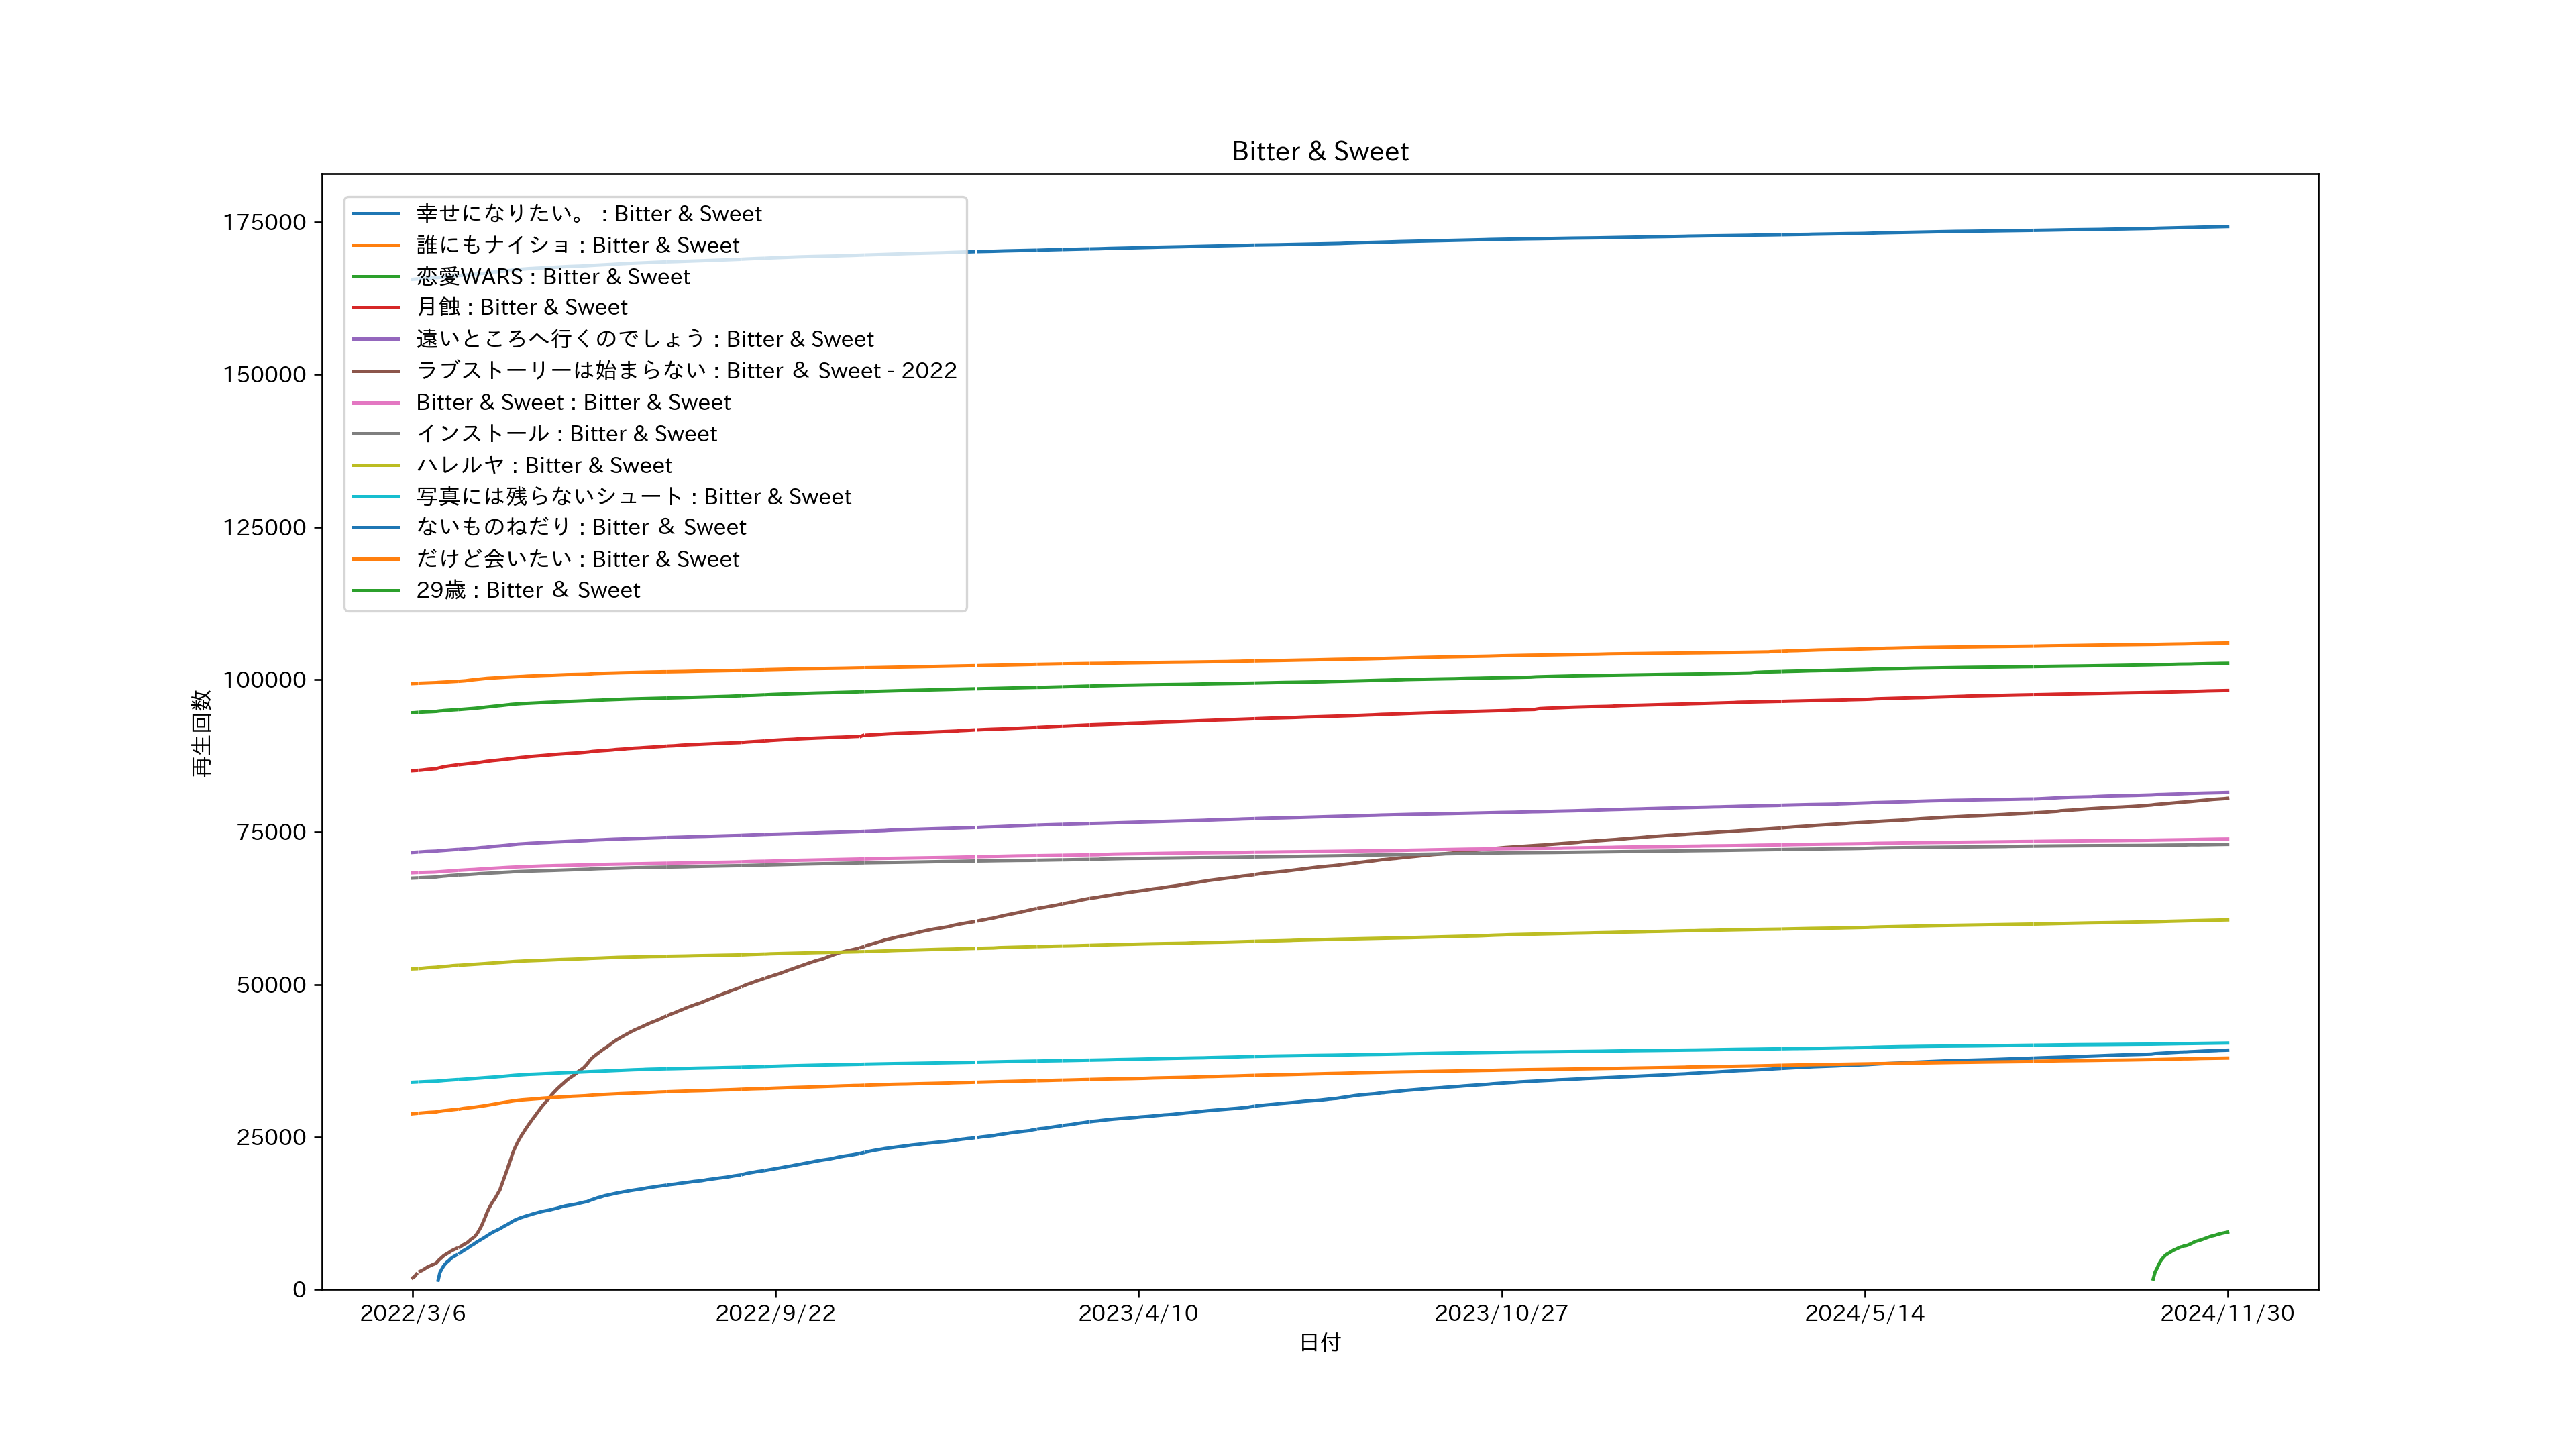 Bitter & Sweet
再生回数
175000
150000
125000
100000
75000
50000
25000
0
幸せになりたい。 : Bitter & Sweet
誰にもナイショ : Bitter & Sweet
恋愛WARS : Bitter & Sweet
月蝕 : Bitter & Sweet
遠いところへ行くのでしょう : Bitter & Sweet
ラブストーリーは始まらない : Bitter ＆ Sweet - 2022
Bitter & Sweet : Bitter & Sweet
インストール : Bitter & Sweet
ハレルヤ : Bitter & Sweet
写真には残らないシュート : Bitter & Sweet
ないものねだり : Bitter ＆ Sweet
だけど会いたい : Bitter & Sweet
29歳 : Bitter ＆ Sweet
2022/3/6 2022/9/22 2023/4/10 2023/10/27 2024/5/14 2024/11/30
日付